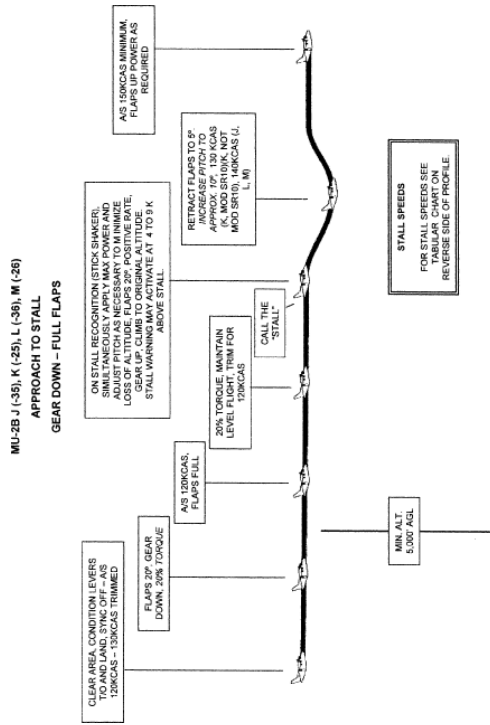 MU-2B J (-35), K (-25), L (-36), M (-26)
APPROACH TO STALL
GEAR DOWN – FULL FLAPS
CLEAR AREA, CONDITION LEVERS
T/O AND LAND, SYNC OFF – A/S
120KCAS – 130KCAS TRIMMED
FLAPS 20°. GEAR
DOWN, 20% TORQUE
A/S 120KCAS,
FLAPS FULL
20% TORQUE, MAINTAIN
LEVEL FLIGHT, TRIM FOR
120KCAS
CALL THE
"STALL"
ON STALL RECOGNITION (STICK SHAKER),
SIMULTANEOUSLY APPLY MAX POWER AND
ADJUST PITCH AS NECESSARY TO M INIMIZE
LOSS OF ALTITUDE, FLAPS 20°, POSITIVE RATE,
GEAR UP, CLIMB TO ORIGINAL ALTITUDE.
STALL WARNING MAY ACTIVATE AT 4 TO 9 K
ABOVE STALL.
RETRACT FLAPS TO 5°.
INCREASE PITCH TO
APPROX. 10°, 130 KCAS
(K, MOD SR10)(K, NOT
MOD SR10), 140KCAS (J,
L, M)
A/S 150KCAS MINIMUM,
FLAPS UP POWER AS
REQUIRED
MIN. ALT.
5,000' AGL
STALL SPEEDS
FOR STALL SPEEDS SEE
TABULAR CHART ON
REVERSE SIDE OF PROFILE.